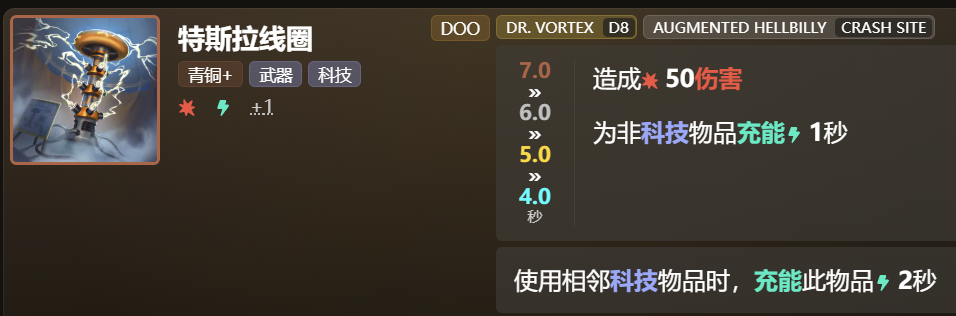 特斯拉线圈
青铜+ 武器 科技
+1
DOO DR. VORTEX D8 AUGMENTED HELLBILLY CRASH SITE
7.0
»
6.0
»
5.0
»
4.0
秒
造成 50伤害
为非科技物品充能 1秒
使用相邻科技物品时，充能此物品 2秒